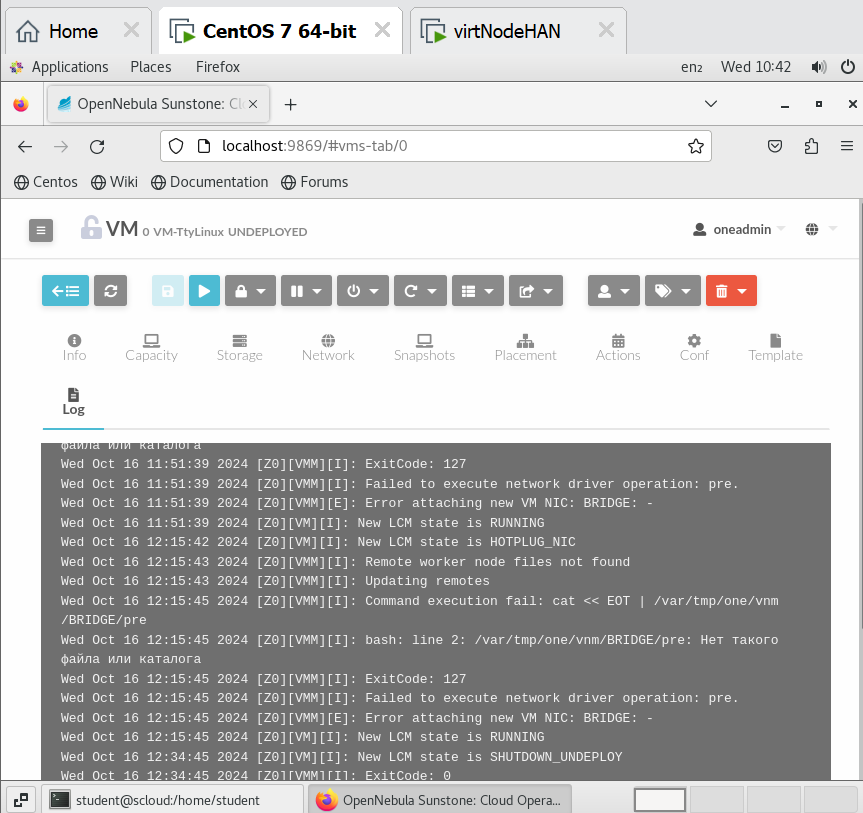 Home
CentOS 7 64-bit
virtNodeHAN
Applications Places Firefox
en₂ Wed 10:42
OpenNebula Sunstone: Cl
localhost:9869/#vms-tab/0
Centos Wiki Documentation Forums
VM 0 VM-TtyLinux UNDEPLOYED
oneadmin
Info Capacity Storage Network Snapshots Placement Actions Conf Template
Log
файла или каталога
Wed Oct 16 11:51:39 2024 [Z0][VMM][I]: ExitCode: 127
Wed Oct 16 11:51:39 2024 [Z0][VMM][I]: Failed to execute network driver operation: pre.
Wed Oct 16 11:51:39 2024 [Z0][VMM][E]: Error attaching new VM NIC: BRIDGE: -
Wed Oct 16 11:51:39 2024 [Z0][VM][I]: New LCM state is RUNNING
Wed Oct 16 12:15:42 2024 [Z0][VM][I]: New LCM state is HOTPLUG_NIC
Wed Oct 16 12:15:43 2024 [Z0][VMM][I]: Remote worker node files not found
Wed Oct 16 12:15:43 2024 [Z0][VMM][I]: Updating remotes
Wed Oct 16 12:15:45 2024 [Z0][VMM][I]: Command execution fail: cat << EOT | /var/tmp/one/vnm
/BRIDGE/pre
Wed Oct 16 12:15:45 2024 [Z0][VMM][I]: bash: line 2: /var/tmp/one/vnm/BRIDGE/pre: Нет такого
файла или каталога
Wed Oct 16 12:15:45 2024 [Z0][VMM][I]: ExitCode: 127
Wed Oct 16 12:15:45 2024 [Z0][VMM][I]: Failed to execute network driver operation: pre.
Wed Oct 16 12:15:45 2024 [Z0][VMM][E]: Error attaching new VM NIC: BRIDGE: -
Wed Oct 16 12:15:45 2024 [Z0][VM][I]: New LCM state is RUNNING
Wed Oct 16 12:34:45 2024 [Z0][VM][I]: New LCM state is SHUTDOWN_UNDEPLOY
Wed Oct 16 12:34:45 2024 [Z0][VMM][I]: ExitCode: 0
student@scloud:/home/student
OpenNebula Sunstone: Cloud Opera...